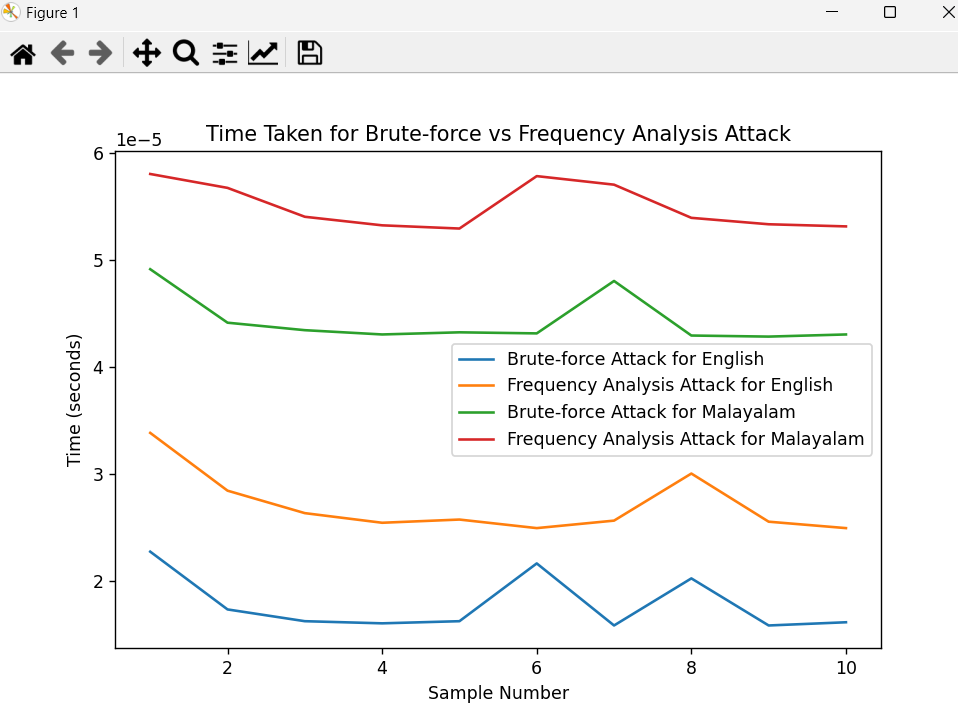 Figure 1
Time Taken for Brute-force vs Frequency Analysis Attack
1e−5
6
5
4
3
2
Time (seconds)
Brute-force Attack for English
Frequency Analysis Attack for English
Brute-force Attack for Malayalam
Frequency Analysis Attack for Malayalam
2 4 6 8 10
Sample Number